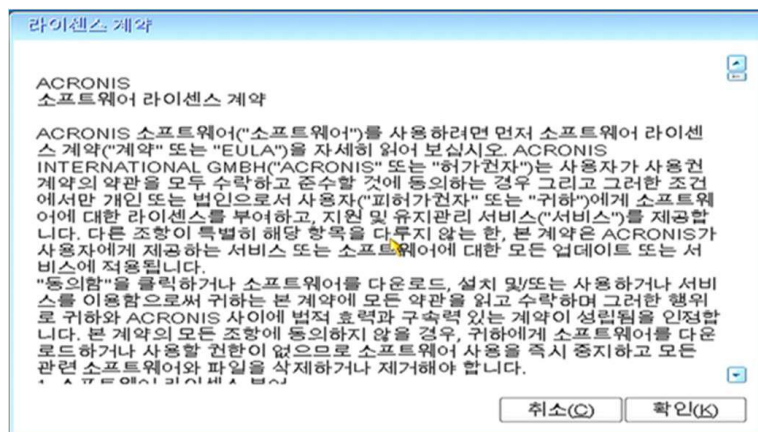 라이센스 계약
ACRONIS
소프트웨어 라이센스 계약
ACRONIS 소프트웨어("소프트웨어")를 사용하려면 먼저 소프트웨어 라이센
스 계약("계약" 또는 "EULA")을 자세히 읽어 보십시오. ACRONIS
INTERNATIONAL GMBH("ACRONIS" 또는 "허가권자")는 사용자가 사용권
계약의 약관을 모두 수락하고 준수할 것에 동의하는 경우 그리고 그러한 조건
에서만 개인 또는 법인으로서 사용자("피허가권자" 또는 "귀하")에게 소프트웨
어에 대한 라이센스를 부여하고, 지원 및 유지관리 서비스("서비스")를 제공합
니다. 다른 조항이 특별히 해당 항목을 다루지 않는 한, 본 계약은 ACRONIS가
사용자에게 제공하는 서비스 또는 소프트웨어에 대한 모든 업데이트 또는 서
비스에 적용됩니다.
"동의함"을 클릭하거나 소프트웨어를 다운로드, 설치 및/또는 사용하거나 서비
스를 이용함으로써 귀하는 본 계약에 모든 약관을 읽고 수락하며 그러한 행위
로 귀하와 ACRONIS 사이에 법적 효력과 구속력 있는 계약이 성립됨을 인정합
니다. 본 계약의 모든 조항에 동의하지 않을 경우, 귀하에게 소프트웨어를 다운
로드하거나 사용할 권한이 없으므로 소프트웨어 사용을 즉시 중지하고 모든
관련 소프트웨어와 파일을 삭제하거나 제거해야 합니다.
1. 소프트웨어 라이센스 부여
취소(C) 확인(K)